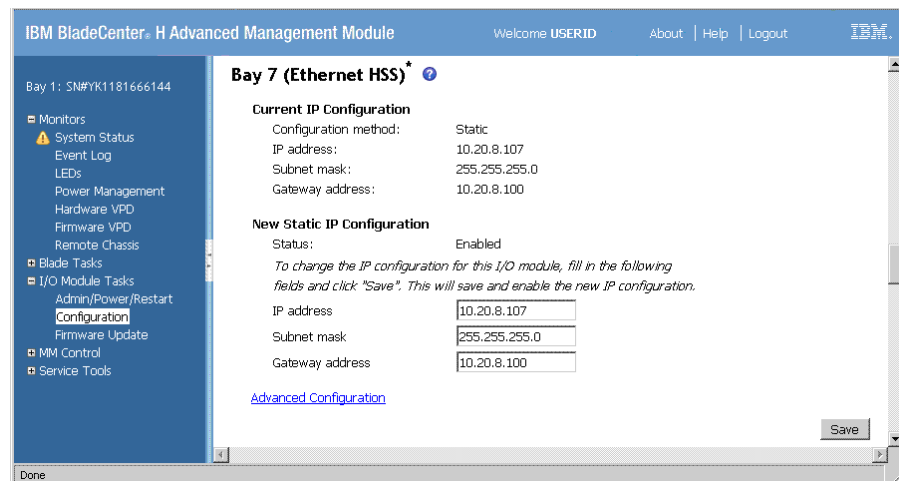 IBM BladeCenter® H Advanced Management Module Welcome USERID About | Help | Logout IBM.
Bay 1: SN#YK1181666144
Monitors
System Status
Event Log
LEDs
Power Management
Hardware VPD
Firmware VPD
Remote Chassis
Blade Tasks
I/O Module Tasks
Admin/Power/Restart
Configuration
Firmware Update
MM Control
Service Tools
Bay 7 (Ethernet HSS)* ?
Current IP Configuration
Configuration method: Static
IP address: 10.20.8.107
Subnet mask: 255.255.255.0
Gateway address: 10.20.8.100
New Static IP Configuration
Status: Enabled
To change the IP configuration for this I/O module, fill in the following
fields and click "Save". This will save and enable the new IP configuration.
IP address 10.20.8.107
Subnet mask 255.255.255.0
Gateway address 10.20.8.100
Advanced Configuration
Save
Done